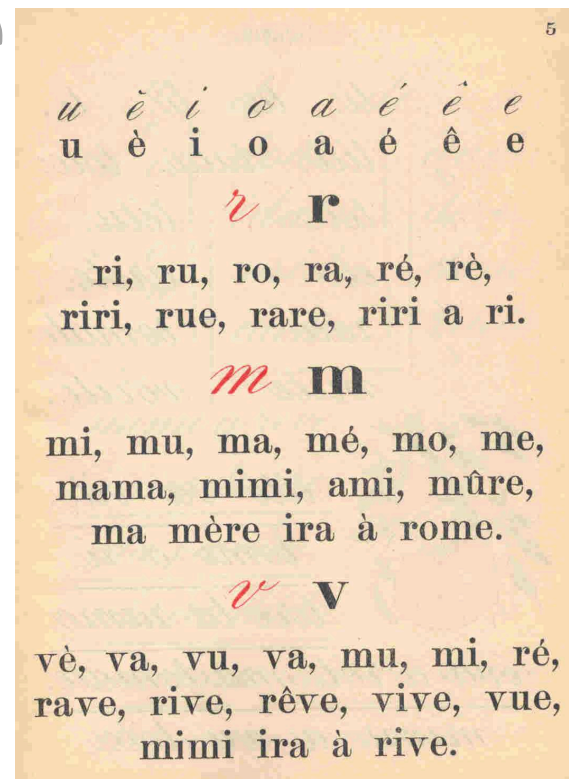 5
u è i o a é ê e
u è i o a é ê e
r r
ri, ru, ro, ra, ré, rè,
riri, rue, rare, riri a ri.
m m
mi, mu, ma, mé, mo, me,
mama, mimi, ami, mûre,
ma mère ira à rome.
v v
vè, va, vu, va, mu, mi, ré,
rave, rive, rêve, vive, vue,
mimi ira à rive.